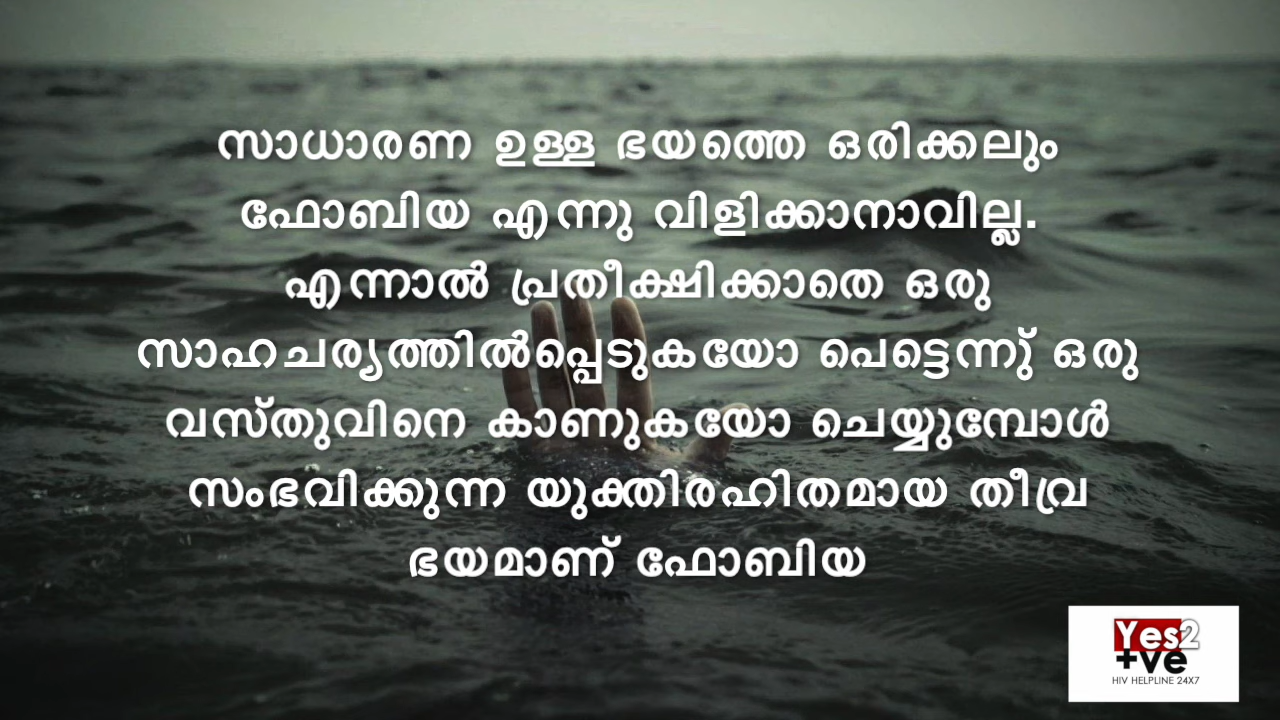 സാധാരണ ഉള്ള ഭയത്തെ ഒരിക്കലും
ഫോബിയ എന്നു വിളിക്കാനാവില്ല.
എന്നാൽ പ്രതീക്ഷിക്കാതെ ഒരു
സാഹചര്യത്തിൽപ്പെടുകയോ പെട്ടെന്നു് ഒരു
വസ്തുവിനെ കാണുകയോ ചെയ്യുമ്പോൾ
സംഭവിക്കുന്ന യുക്തിരഹിതമായ തീവ്ര
ഭയമാണ് ഫോബിയ
Yes2
+ve
HIV HELPLINE 24X7